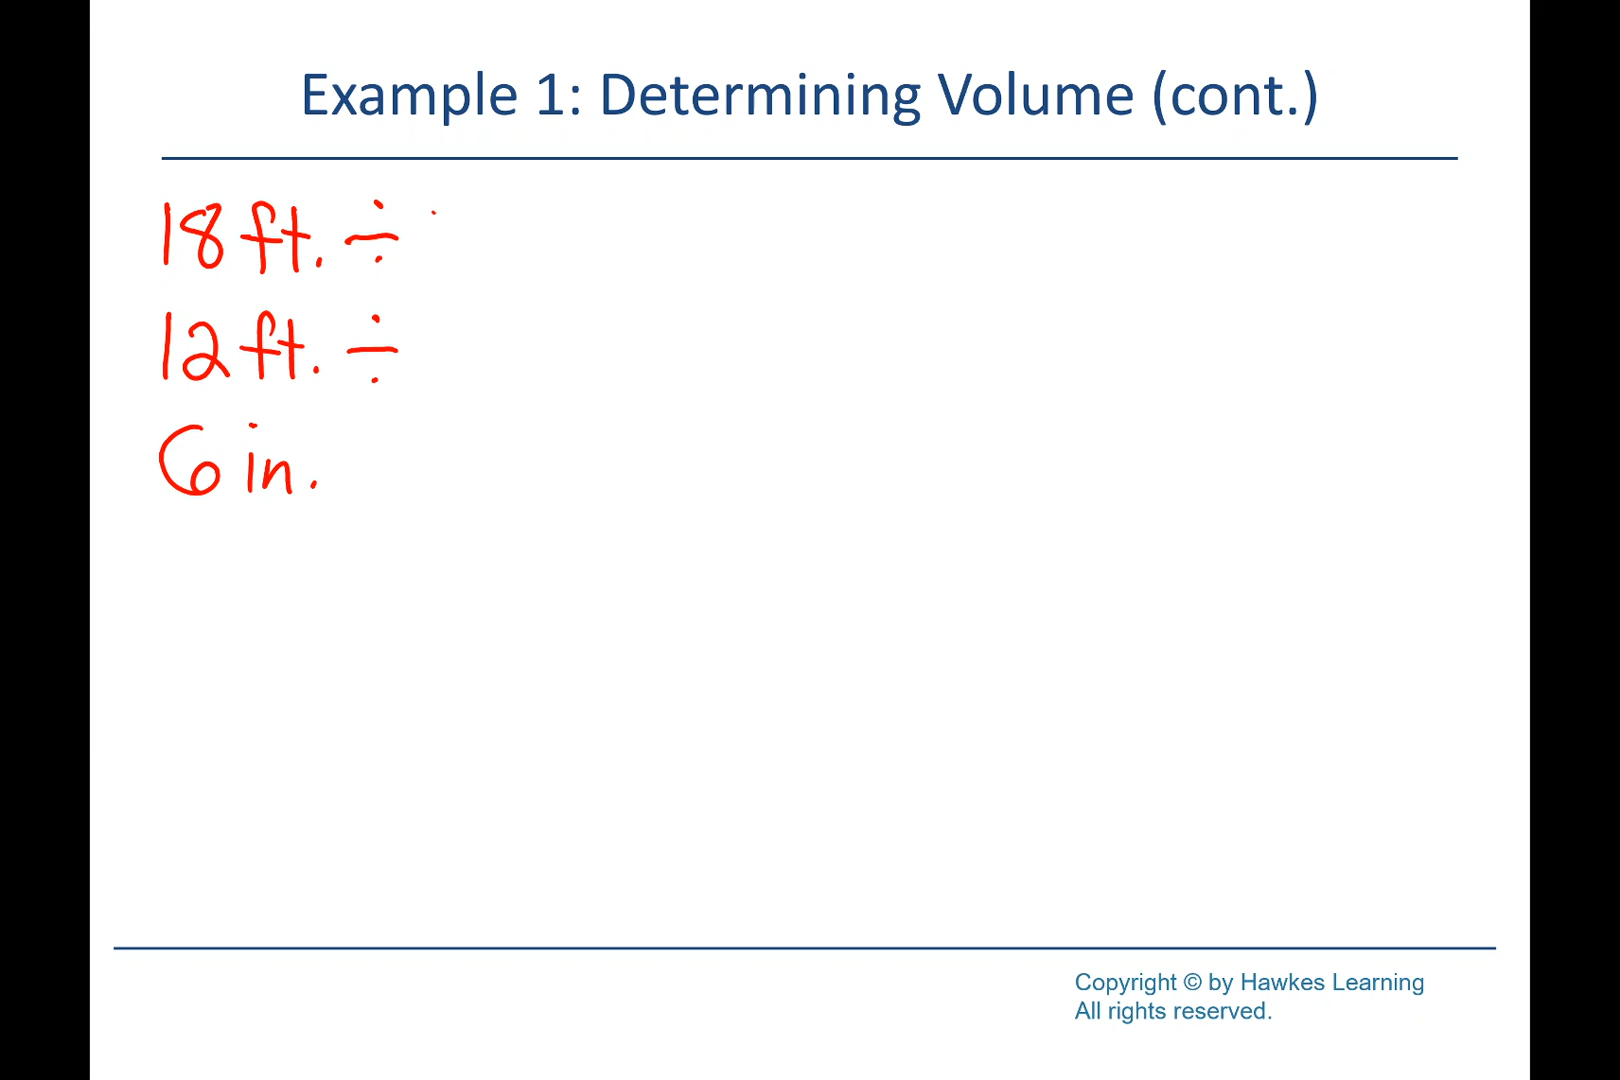 Example 1: Determining Volume (cont.)
18 ft. ÷
12 ft. ÷
6 in.
Copyright © by Hawkes Learning
All rights reserved.